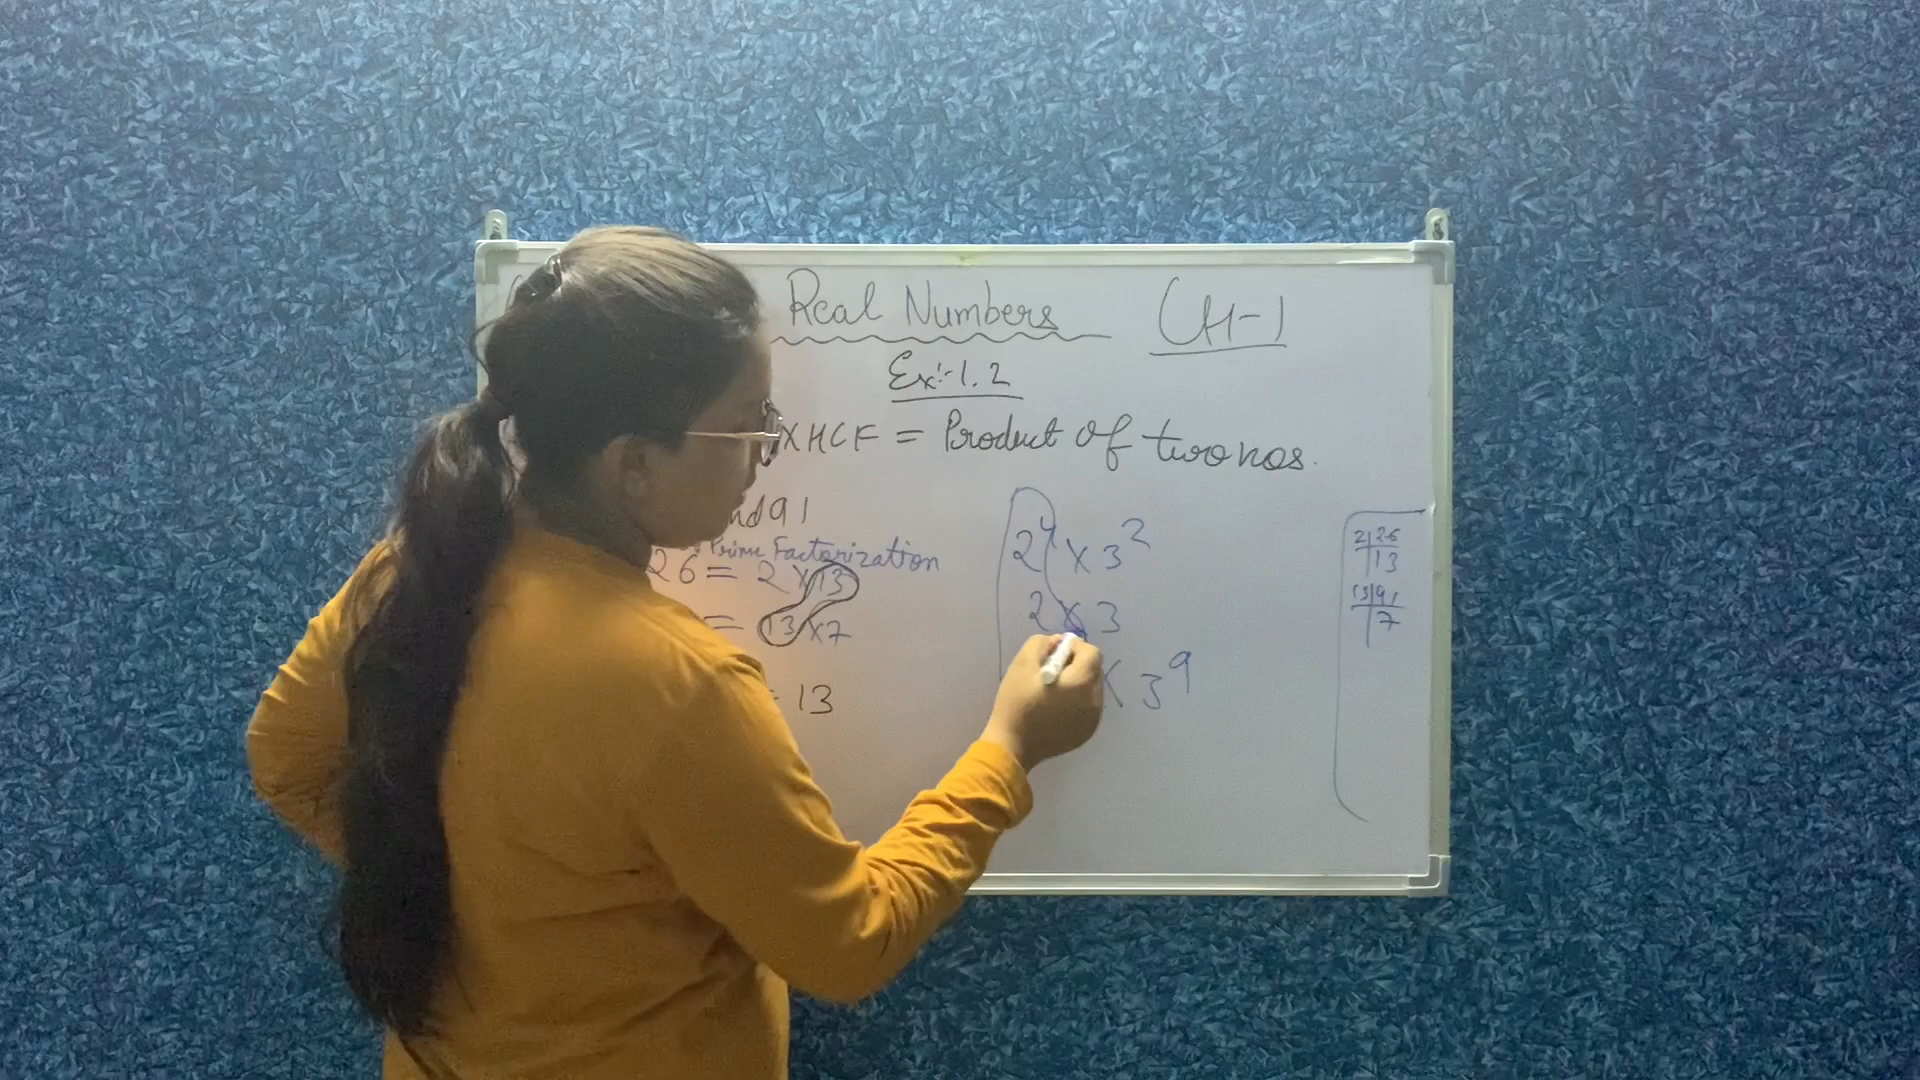 Real Numbers CH-1
Ex:-1.2
X HCF = Product of two nos.
and 91
Prime Factorization
26 = 2 x 13
= 13 x 7
= 13
2⁴ x 3²
2 x 3
x 3⁹
2 | 26
13
13 | 91
7